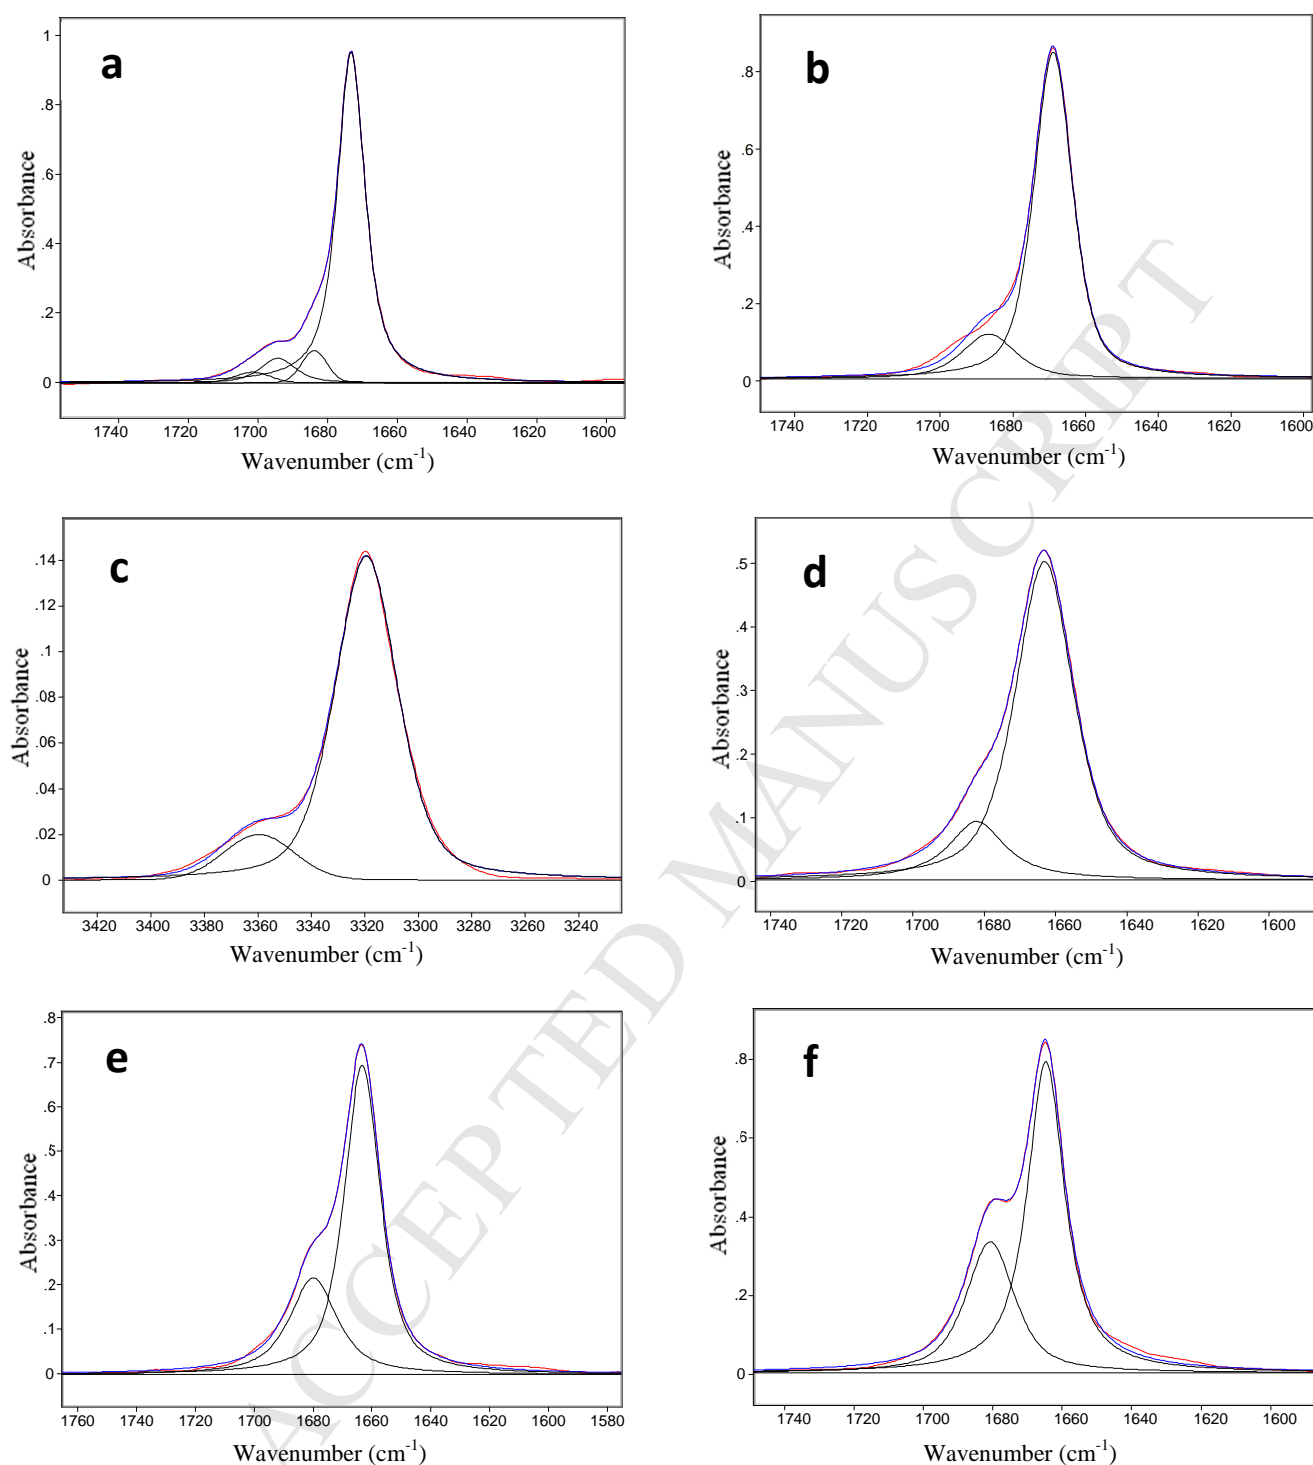 a
1
.8
.6
.4
.2
0
Absorbance
1740 1720 1700 1680 1660 1640 1620 1600
Wavenumber (cm-1)
b
.8
.6
.4
.2
0
Absorbance
1740 1720 1700 1680 1660 1640 1620 1600
Wavenumber (cm-1)
c
.14
.12
.1
.08
.06
.04
.02
0
Absorbance
3420 3400 3380 3360 3340 3320 3300 3280 3260 3240
Wavenumber (cm-1)
d
.5
.4
.3
.2
0.1
0
Absorbance
1740 1720 1700 1680 1660 1640 1620 1600
Wavenumber (cm-1)
e
.8
.7
.6
.5
.4
.3
.2
.1
0
Absorbance
1760 1740 1720 1700 1680 1660 1640 1620 1600 1580
Wavenumber (cm-1)
f
.8
.6
.4
.2
0
Absorbance
1740 1720 1700 1680 1660 1640 1620 1600
Wavenumber (cm-1)
ACCEPTED MANUSCRIPT